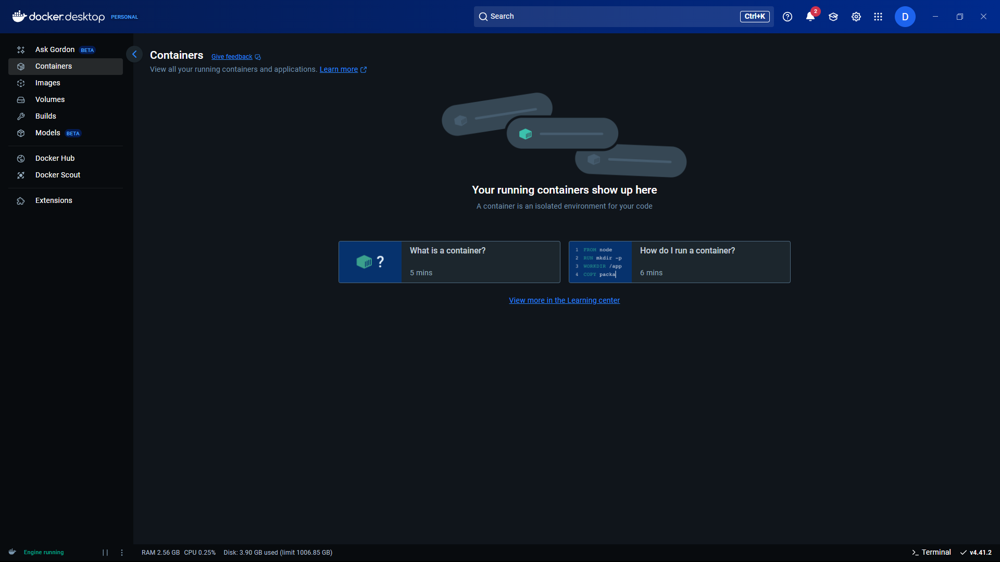 docker.desktop PERSONAL
Search Ctrl+K
2
D
Ask Gordon BETA
Containers
Images
Volumes
Builds
Models BETA
Docker Hub
Docker Scout
Extensions
Containers Give feedback
View all your running containers and applications. Learn more
Your running containers show up here
A container is an isolated environment for your code
?
What is a container?
5 mins
1 FROM node
2 RUN mkdir -p
3 WORKDIR /app
4 COPY packa
How do I run a container?
6 mins
View more in the Learning center
Engine running
RAM 2.56 GB CPU 0.25% Disk: 3.90 GB used (limit 1006.85 GB)
Terminal v4.41.2